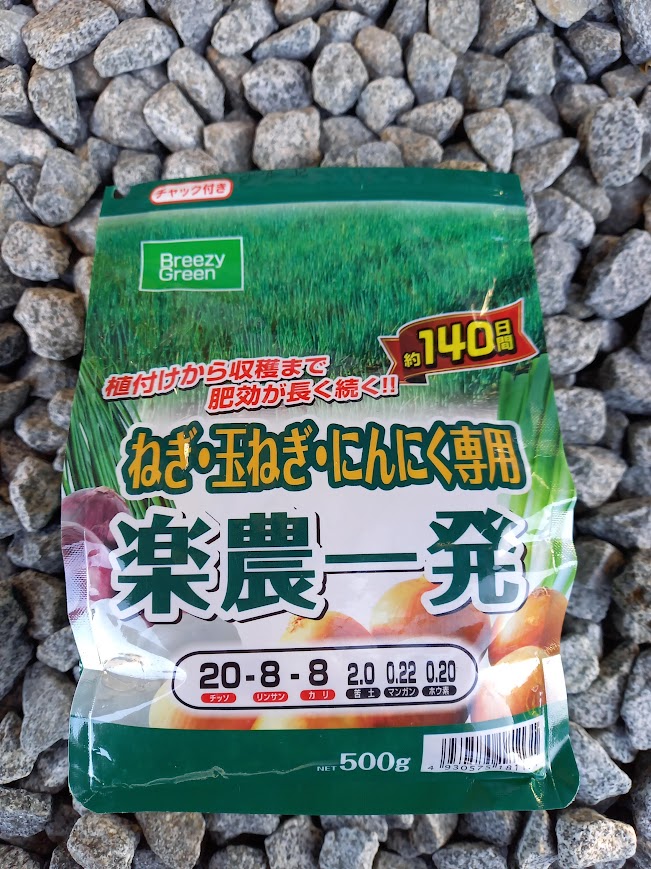 チャック付き
Breezy
Green
約140日間
植付けから収穫まで
肥効が長く続く!!
ねぎ・玉ねぎ・にんにく専用
楽農一発
20-8-8 2.0 0.22 0.20
チッソ リンサン カリ 苦土 マンガン ホウ素
NET 500g
4 930575 181